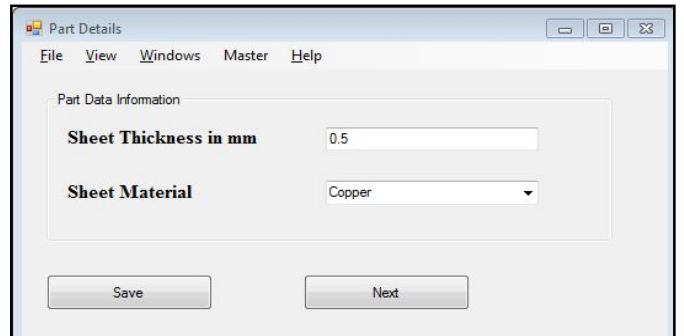 Part Details
File View Windows Master Help
Part Data Information
Sheet Thickness in mm 0.5
Sheet Material Copper
Save Next